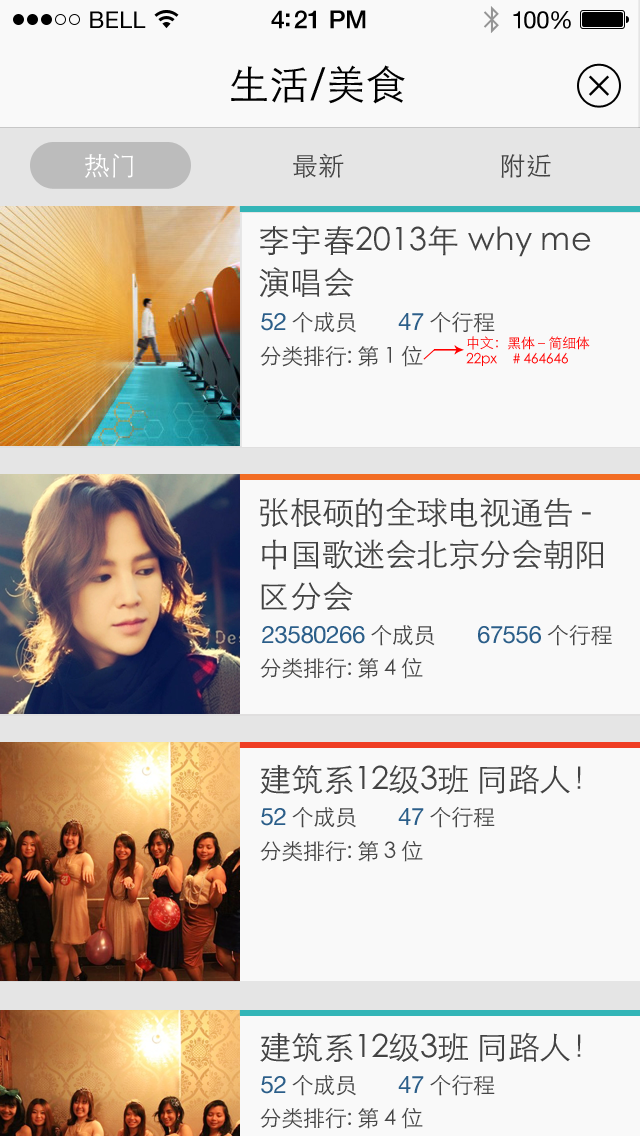 BELL 4:21 PM 100%
生活/美食
热门 最新 附近
李宇春2013年 why me
演唱会
52 个成员 47 个行程
分类排行: 第 1 位
中文：黑体－简细体
22px # 464646
张根硕的全球电视通告 -
中国歌迷会北京分会朝阳
区分会
23580266 个成员 67556 个行程
分类排行: 第 4 位
De
建筑系12级3班 同路人！
52 个成员 47 个行程
分类排行: 第 3 位
建筑系12级3班 同路人！
52 个成员 47 个行程
分类排行: 第 4 位